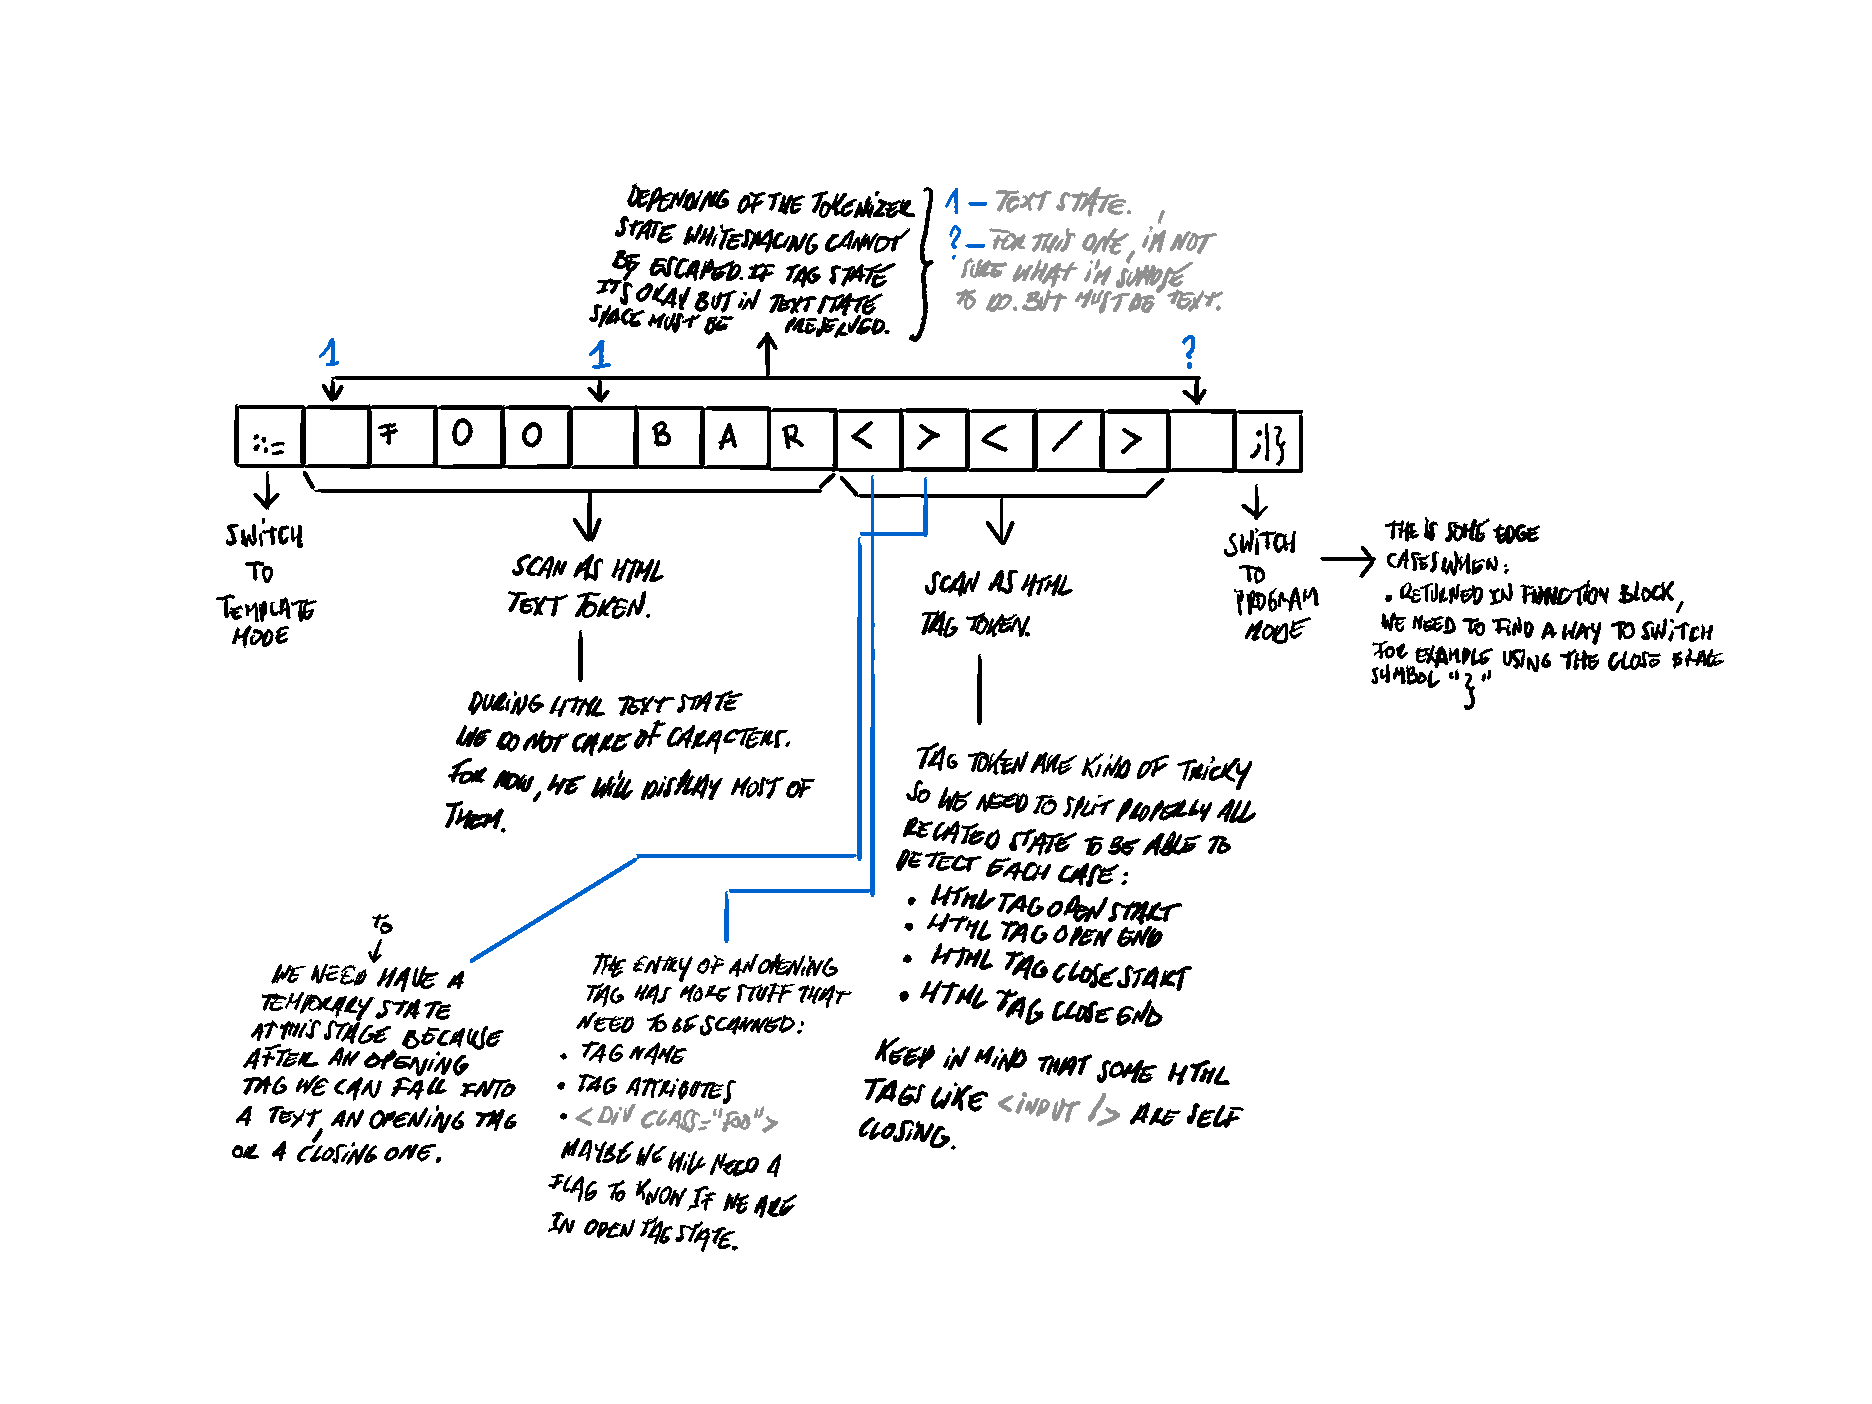 DEPENDING OF THE TOKENIZER
STATE WHITESPACING CANNOT
BE ESCAPED. IF TAG STATE
IT'S OKAY BUT IN TEXT STATE
SPACE MUST BE PRESERVED.
1 – TEXT STATE.
? – FOR THIS ONE, I'M NOT
SURE WHAT I'M SUPPOSE
TO DO. BUT MUST BE TEXT.
1 1 ?
::= F O O B A R < > < / > ;|}
SWITCH
TO
TEMPLATE
MODE
SCAN AS HTML
TEXT TOKEN.
DURING HTML TEXT STATE
WE DO NOT CARE OF CARACTERS.
FOR NOW, WE WILL DISPLAY MOST OF
THEM.
SCAN AS HTML
TAG TOKEN.
TAG TOKEN ARE KIND OF TRICKY
SO WE NEED TO SPLIT PROPERLY ALL
RELATED STATE TO BE ABLE TO
DETECT EACH CASE:
• HTML TAG OPEN START
• HTML TAG OPEN END
• HTML TAG CLOSE START
• HTML TAG CLOSE END
KEEP IN MIND THAT SOME HTML
TAGS LIKE <INPUT /> ARE SELF
CLOSING.
SWITCH
TO
PROGRAM
MODE
THE IS SOME EDGE
CASES WHEN:
• RETURNED IN FUNCTION BLOCK,
WE NEED TO FIND A WAY TO SWITCH
FOR EXAMPLE USING THE CLOSE BRACE
SYMBOL "}"
TO
WE NEED HAVE A
TEMPORARY STATE
AT THIS STAGE BECAUSE
AFTER AN OPENING
TAG WE CAN FALL INTO
A TEXT, AN OPENING TAG
OR A CLOSING ONE.
THE ENTRY OF AN OPENING
TAG HAS MORE STUFF THAT
NEED TO BE SCANNED:
• TAG NAME
• TAG ATTRIBUTES
• <DIV CLASS="FOO">
MAYBE WE WILL NEED A
FLAG TO KNOW IF WE ARE
IN OPEN TAG STATE.